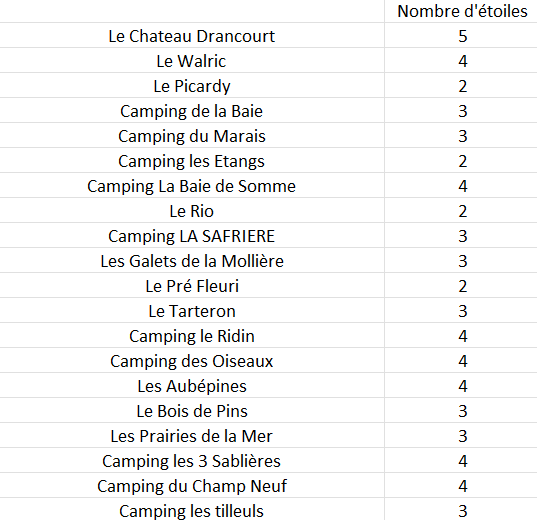 Nombre d'étoiles
Le Chateau Drancourt 5
Le Walric 4
Le Picardy 2
Camping de la Baie 3
Camping du Marais 3
Camping les Etangs 2
Camping La Baie de Somme 4
Le Rio 2
Camping LA SAFRIERE 3
Les Galets de la Mollière 3
Le Pré Fleuri 2
Le Tarteron 3
Camping le Ridin 4
Camping des Oiseaux 4
Les Aubépines 4
Le Bois de Pins 3
Les Prairies de la Mer 3
Camping les 3 Sablières 4
Camping du Champ Neuf 4
Camping les tilleuls 3